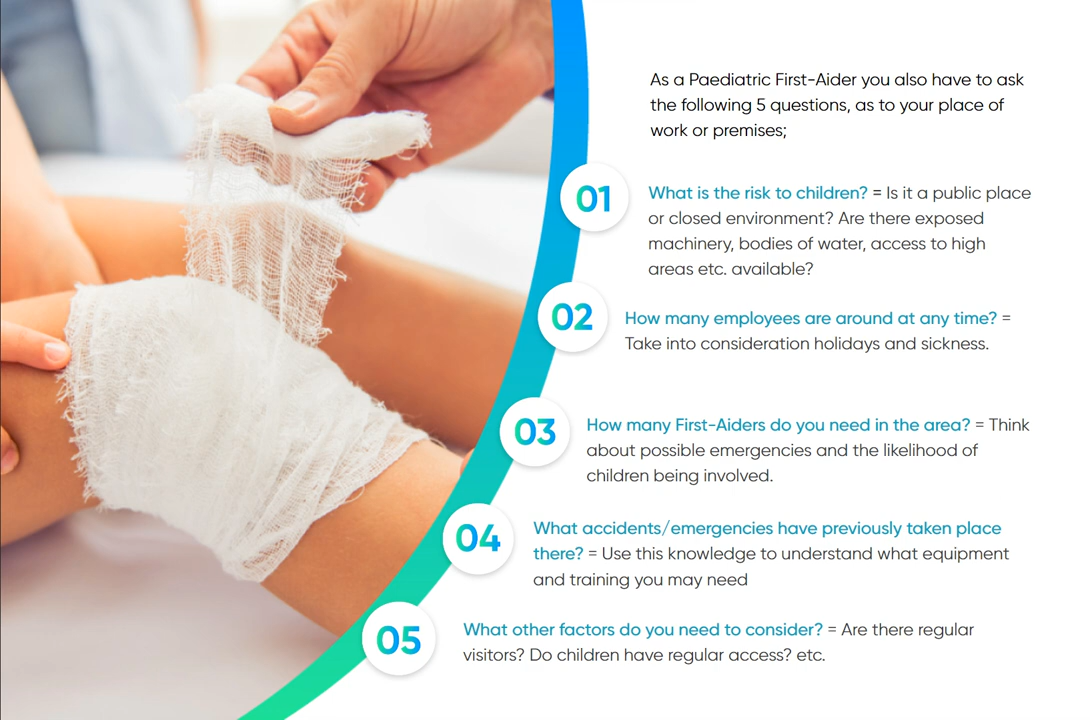 As a Paediatric First-Aider you also have to ask
the following 5 questions, as to your place of
work or premises;
01
What is the risk to children? = Is it a public place
or closed environment? Are there exposed
machinery, bodies of water, access to high
areas etc. available?
02
How many employees are around at any time? =
Take into consideration holidays and sickness.
03
How many First-Aiders do you need in the area? = Think
about possible emergencies and the likelihood of
children being involved.
04
What accidents/emergencies have previously taken place
there? = Use this knowledge to understand what equipment
and training you may need
05
What other factors do you need to consider? = Are there regular
visitors? Do children have regular access? etc.